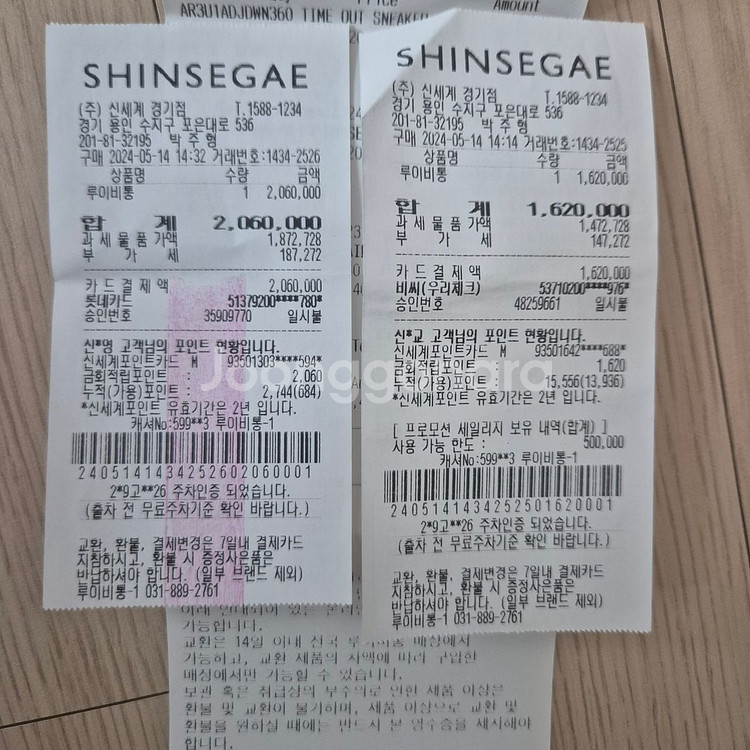 AR3U1ADJDWN360 TIME OUT SNEAKER
Amount
SHINSEGAE
(주) 신세계 경기점 T.1588-1234
경기 용인 수지구 포은대로 536
201-81-32195 박 주 형
구매 2024-05-14 14:32 거래번호:1434-2526
상품명 수량 금액
루이비통 1 2,060,000
합 계 2,060,000
과 세 물 품 가액 1,872,728
부 가 세 187,272
카 드 결 제 액 2,060,000
롯데카드 51379200****780*
승인번호 35909770 일시불
신*명 고객님의 포인트 현황입니다.
신세계포인트카드 M 93501303****594*
금회적립포인트 : 2,060
누적(가용)포인트 : 2,744(684)
*신세계포인트 유효기간은 2년 입니다.
캐셔No:599**3 루이비통-1
24051414342526020600​01
2*9고**26 주차인증 되었습니다.
(출차 전 무료주차기준 확인 바랍니다.)
교환, 환불, 결제변경은 7일내 결제카드
지참하시고, 환불 시 증정사은품은
반납하셔야 합니다. (일부 브랜드 제외)
루이비통-1 031-889-2761
SHINSEGAE
(주) 신세계 경기점 T.1588-1234
경기 용인 수지구 포은대로 536
201-81-32195 박 주 형
구매 2024-05-14 14:14 거래번호:1434-2525
상품명 수량 금액
루이비통 1 1,620,000
합 계 1,620,000
과 세 물 품 가액 1,472,728
부 가 세 147,272
카 드 결 제 액 1,620,000
비씨(우리체크) 53710200****976*
승인번호 48259661 일시불
신*교 고객님의 포인트 현황입니다.
신세계포인트카드 M 93501642****688*
금회적립포인트 : 1,620
누적(가용)포인트 : 15,556(13,936)
*신세계포인트 유효기간은 2년 입니다.
[ 프로모션 세일리지 보유 내역(합계) ]
사용 가능 한도 : 500,000
캐셔No:599**3 루이비통-1
24051414342525016200​01
2*9고**26 주차인증 되었습니다.
(출차 전 무료주차기준 확인 바랍니다.)
교환, 환불, 결제변경은 7일내 결제카드
지참하시고, 환불 시 증정사은품은
반납하셔야 합니다. (일부 브랜드 제외)
루이비통-1 031-889-2761
가능합니다.
교환은 14일 이내 전국 루이비통 매장에서
가능하고, 교환 제품의 차액에 따라 구입한
매장에서만 가능할 수 있습니다.
보관 혹은 취급상의 부주의로 인한 제품 이상은
환불 및 교환이 불가하며, 제품 이상으로 교환 및
환불을 원하실 때에는 반드시 본 영수증을 제시해야
합니다.